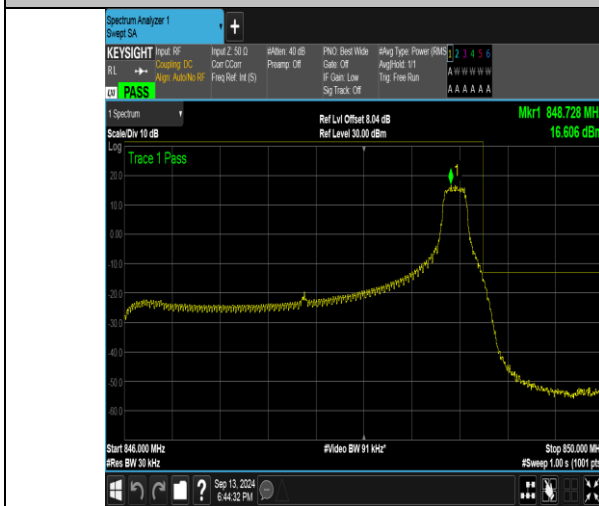 Spectrum Analyzer 1
Swept SA
+
KEYSIGHT Input: RF Input Z: 50 Ω #Atten: 40 dB PNO: Best Wide #Avg Type: Power (RMS 1 2 3 4 5 6
RL Coupling: DC Corr CCorr Preamp: Off Gate: Off Avg|Hold: 1/1 A W W W W W
Align: Auto/No RF Freq Ref: Int (S) IF Gain: Low Trig: Free Run
LXI PASS Sig Track: Off A A A A A A
1 Spectrum Ref Lvl Offset 8.04 dB Mkr1 848.728 MH
Scale/Div 10 dB Ref Level 30.00 dBm 16.606 dBm
Log Trace 1 Pass
1
20.0
10.0
0.00
-10.0
-20.0
-30.0
-40.0
-50.0
-60.0
Start 846.000 MHz #Video BW 91 kHz* Stop 850.000 MH
#Res BW 30 kHz #Sweep 1.00 s (1001 pts
? Sep 13, 2024
6:44:32 PM